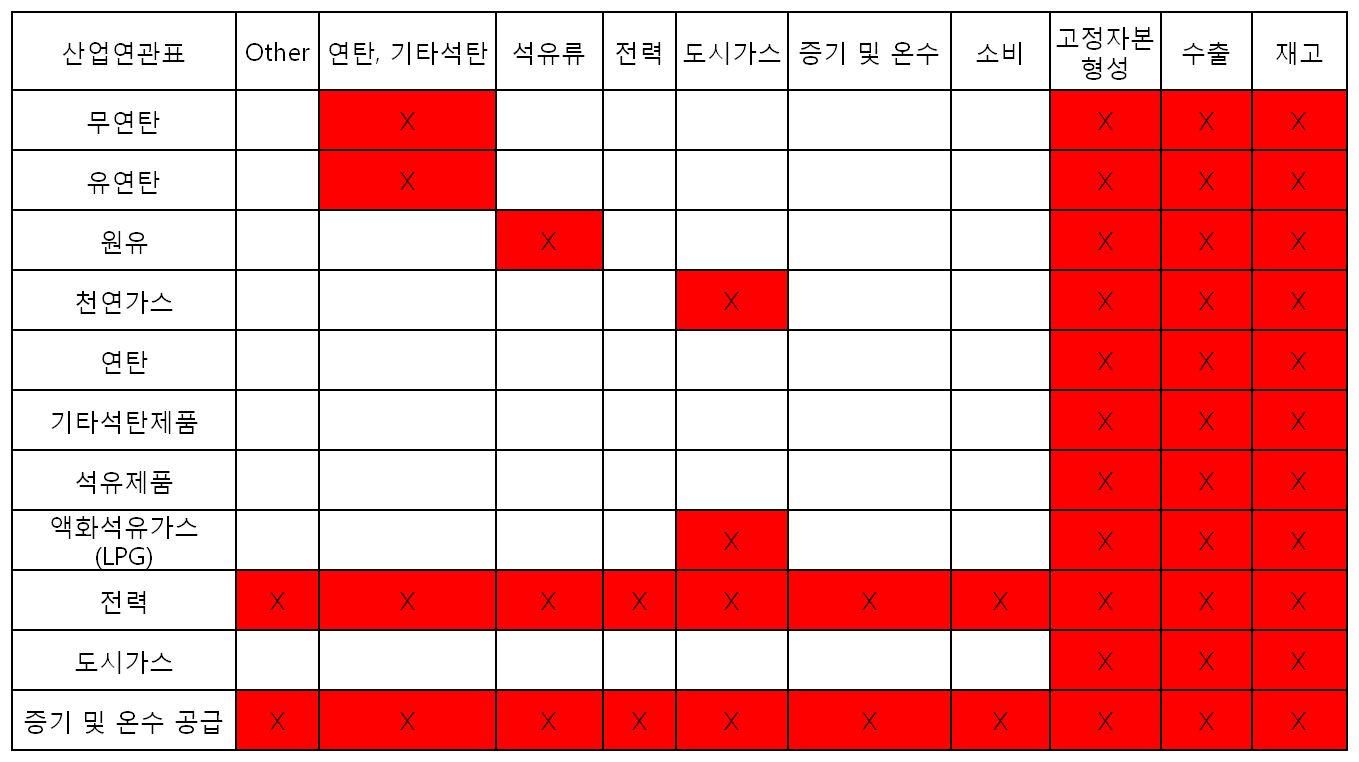 산업연관표 Other 연탄, 기타석탄 석유류 전력 도시가스 증기 및 온수 소비 고정자본 수출 재고
형성
무연탄 X X X X
유연탄 X X X X
원유 X X X X
천연가스 X X X X
연탄 X X X
기타석탄제품 X X X
석유제품 X X X
액화석유가스 X X X X
(LPG)
전력 X X X X X X X X X X
도시가스 X X X
증기 및 온수 공급 X X X X X X X X X X